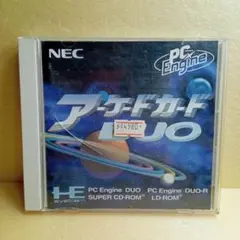 NEC
PC Engine
アーケードカード
DUO
HE
PC Engine DUO PC Engine DUO-R
SUPER CD-ROM² LD-ROM²